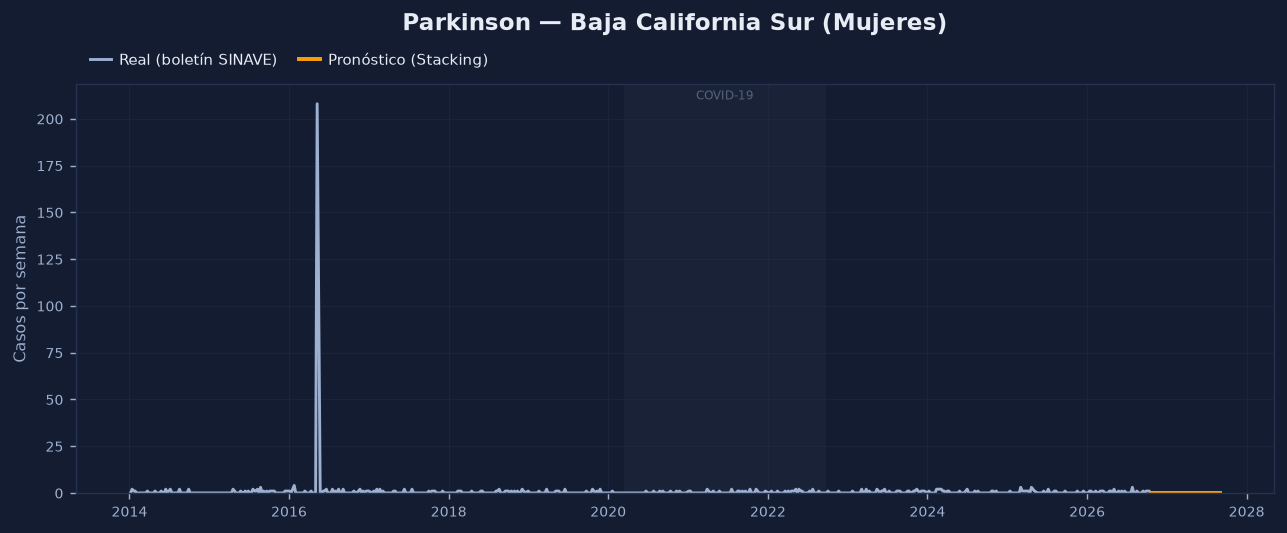 Parkinson — Baja California Sur (Mujeres)
Real (boletín SINAVE) Pronóstico (Stacking)
COVID-19
Casos por semana
200
175
150
125
100
75
50
25
0
2014 2016 2018 2020 2022 2024 2026 2028